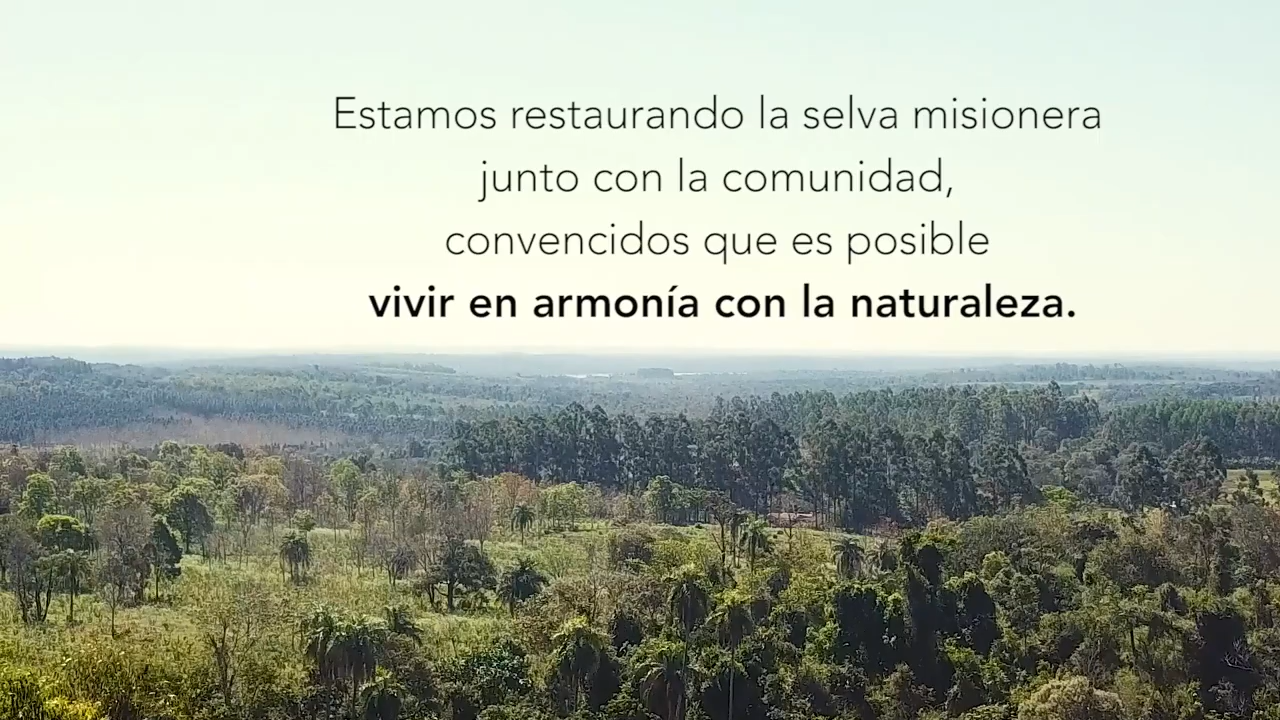 Estamos restaurando la selva misionera
junto con la comunidad,
convencidos que es posible
vivir en armonía con la naturaleza.